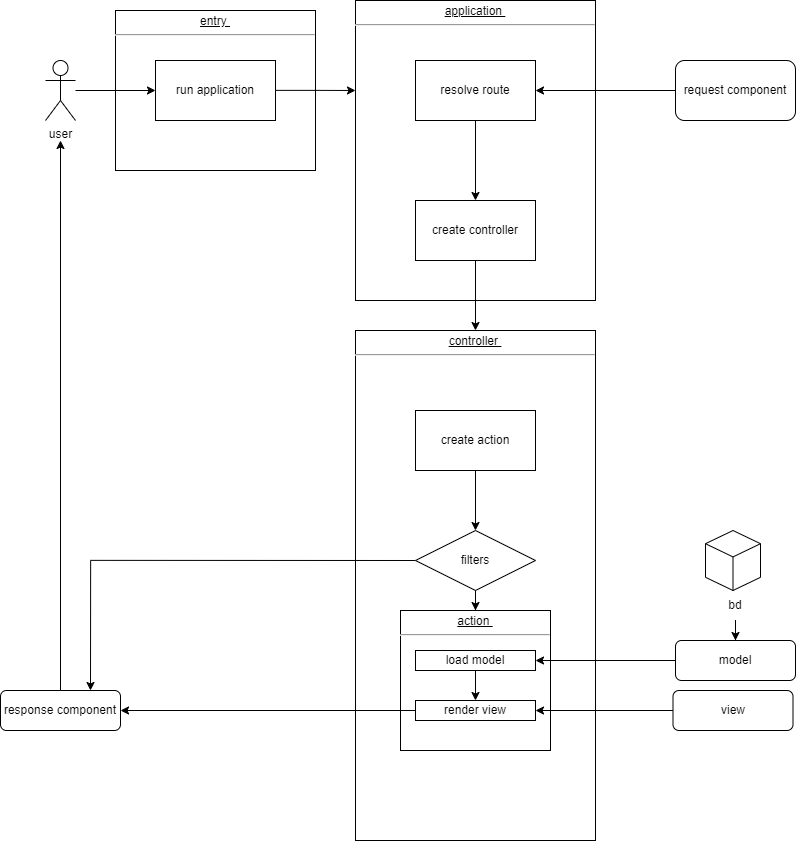 entry
application
run application
resolve route
request component
user
create controller
controller
create action
filters
bd
action
load model
model
response component
render view
view